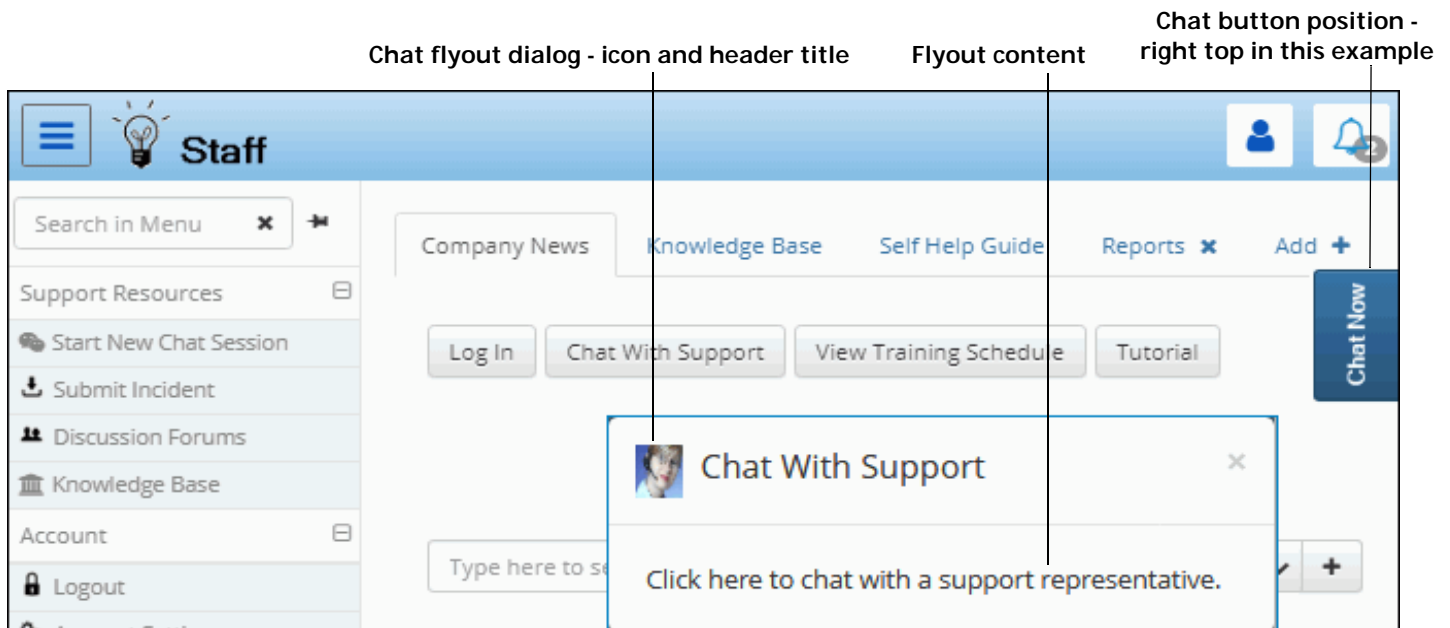 Chat button position -
right top in this example
Chat flyout dialog - icon and header title
Flyout content
Staff
2
Search in Menu
Company News
Knowledge Base
Self Help Guide
Reports
Add
Support Resources
Chat Now
Start New Chat Session
Log In
Chat With Support
View Training Schedule
Tutorial
Submit Incident
Discussion Forums
Chat With Support
Knowledge Base
Account
Type here to se
Click here to chat with a support representative.
Logout